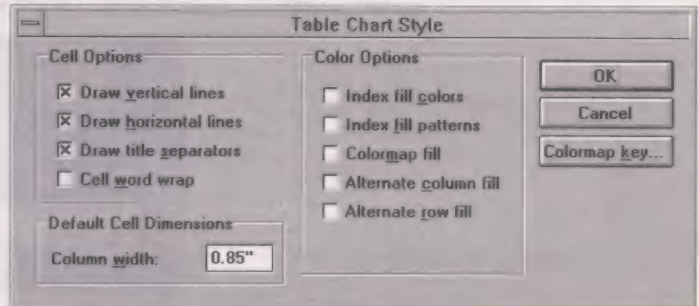 Table Chart Style
Cell Options
Draw vertical lines
Draw horizontal lines
Draw title separators
Cell word wrap
Default Cell Dimensions
Column width: 0.85"
Color Options
Index fill colors
Index fill patterns
Colormap fill
Alternate column fill
Alternate row fill
OK
Cancel
Colormap key...